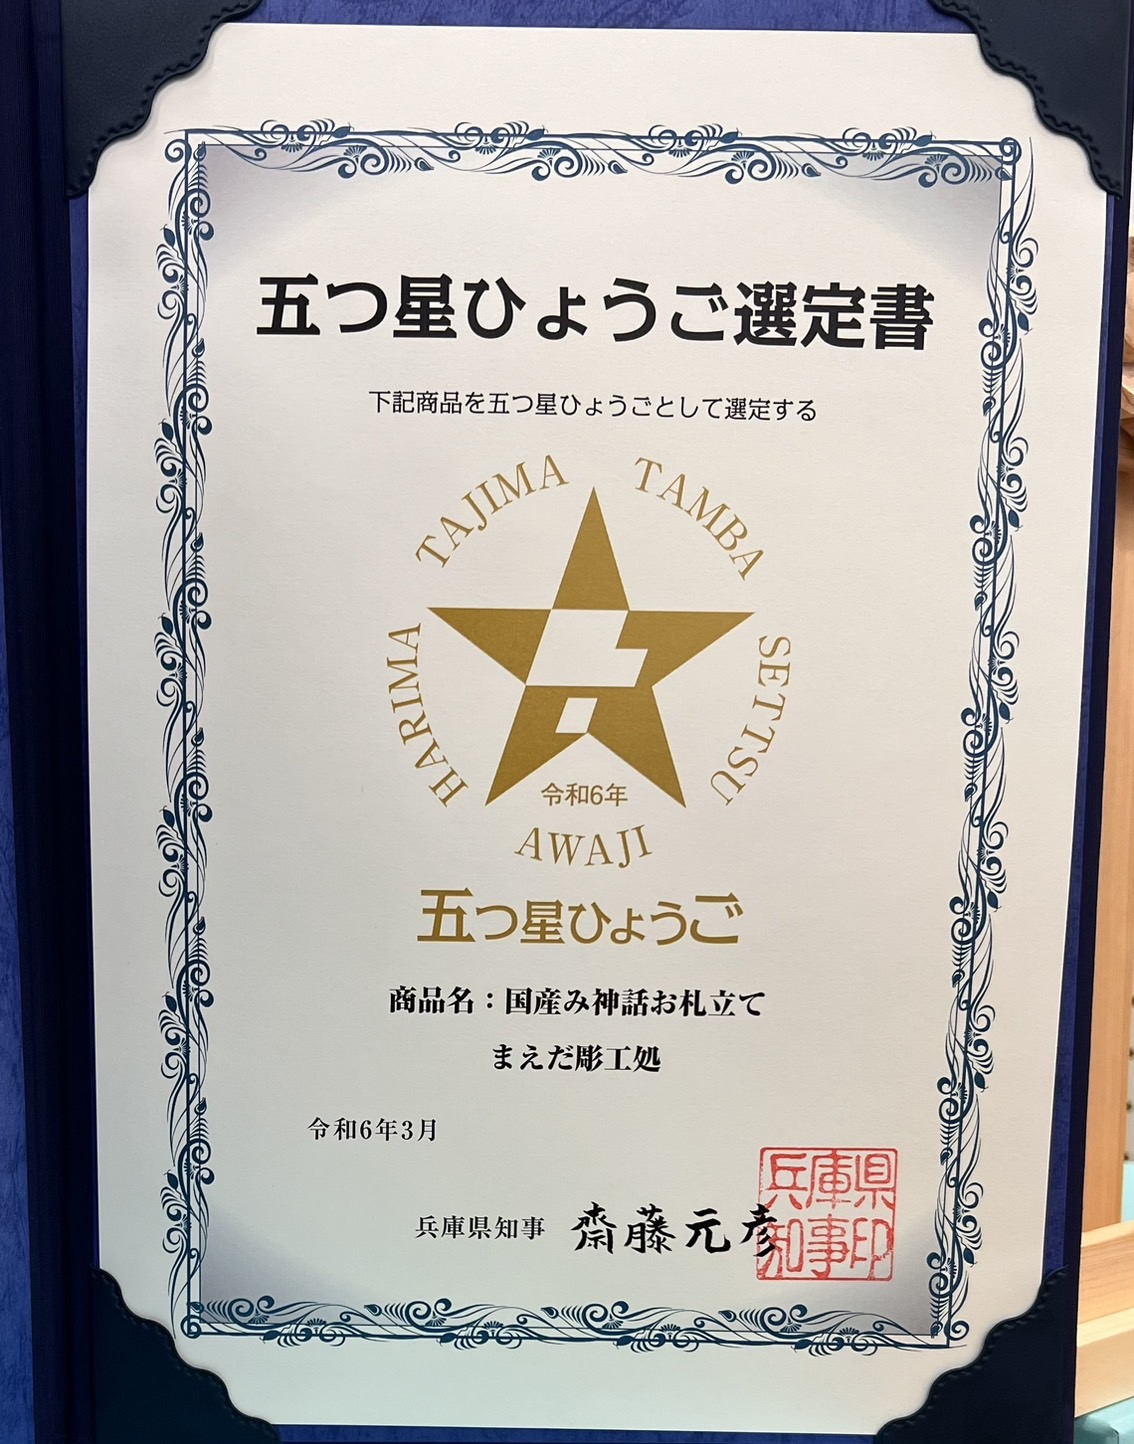 五つ星ひょうご選定書
下記商品を五つ星ひょうごとして選定する
TAJIMA
TAMBA
HARIMA
SETTSU
令和6年
AWAJI
五つ星ひょうご
商品名：国産み神話お札立て
まえだ彫工処
令和6年3月
兵庫県知事 齋藤元彦
兵庫県
知事印